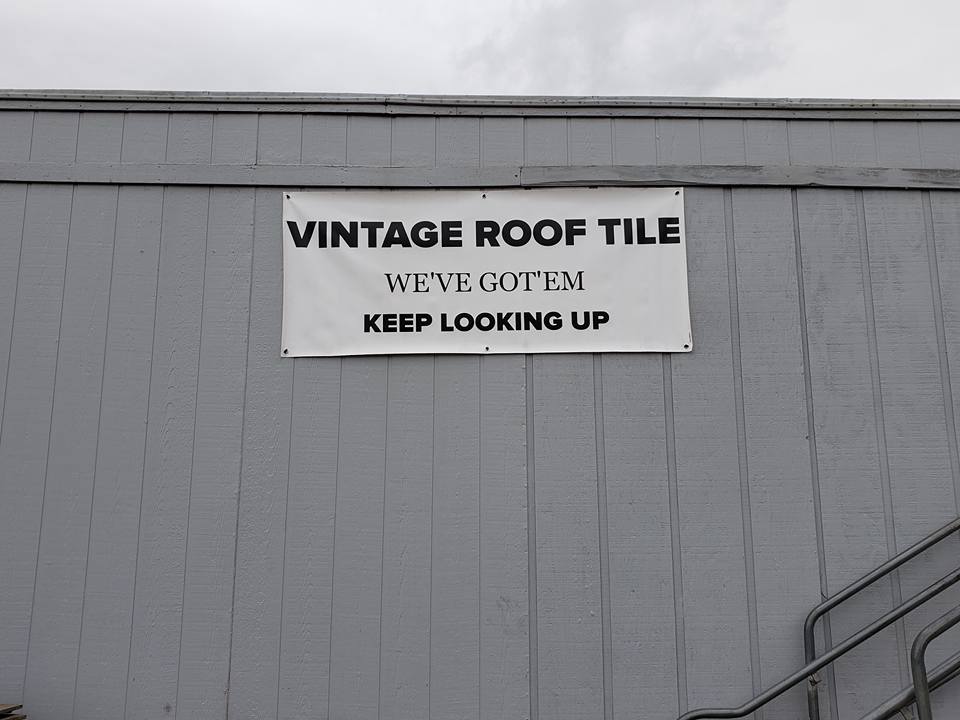 VINTAGE ROOF TILE
WE'VE GOT'EM
KEEP LOOKING UP